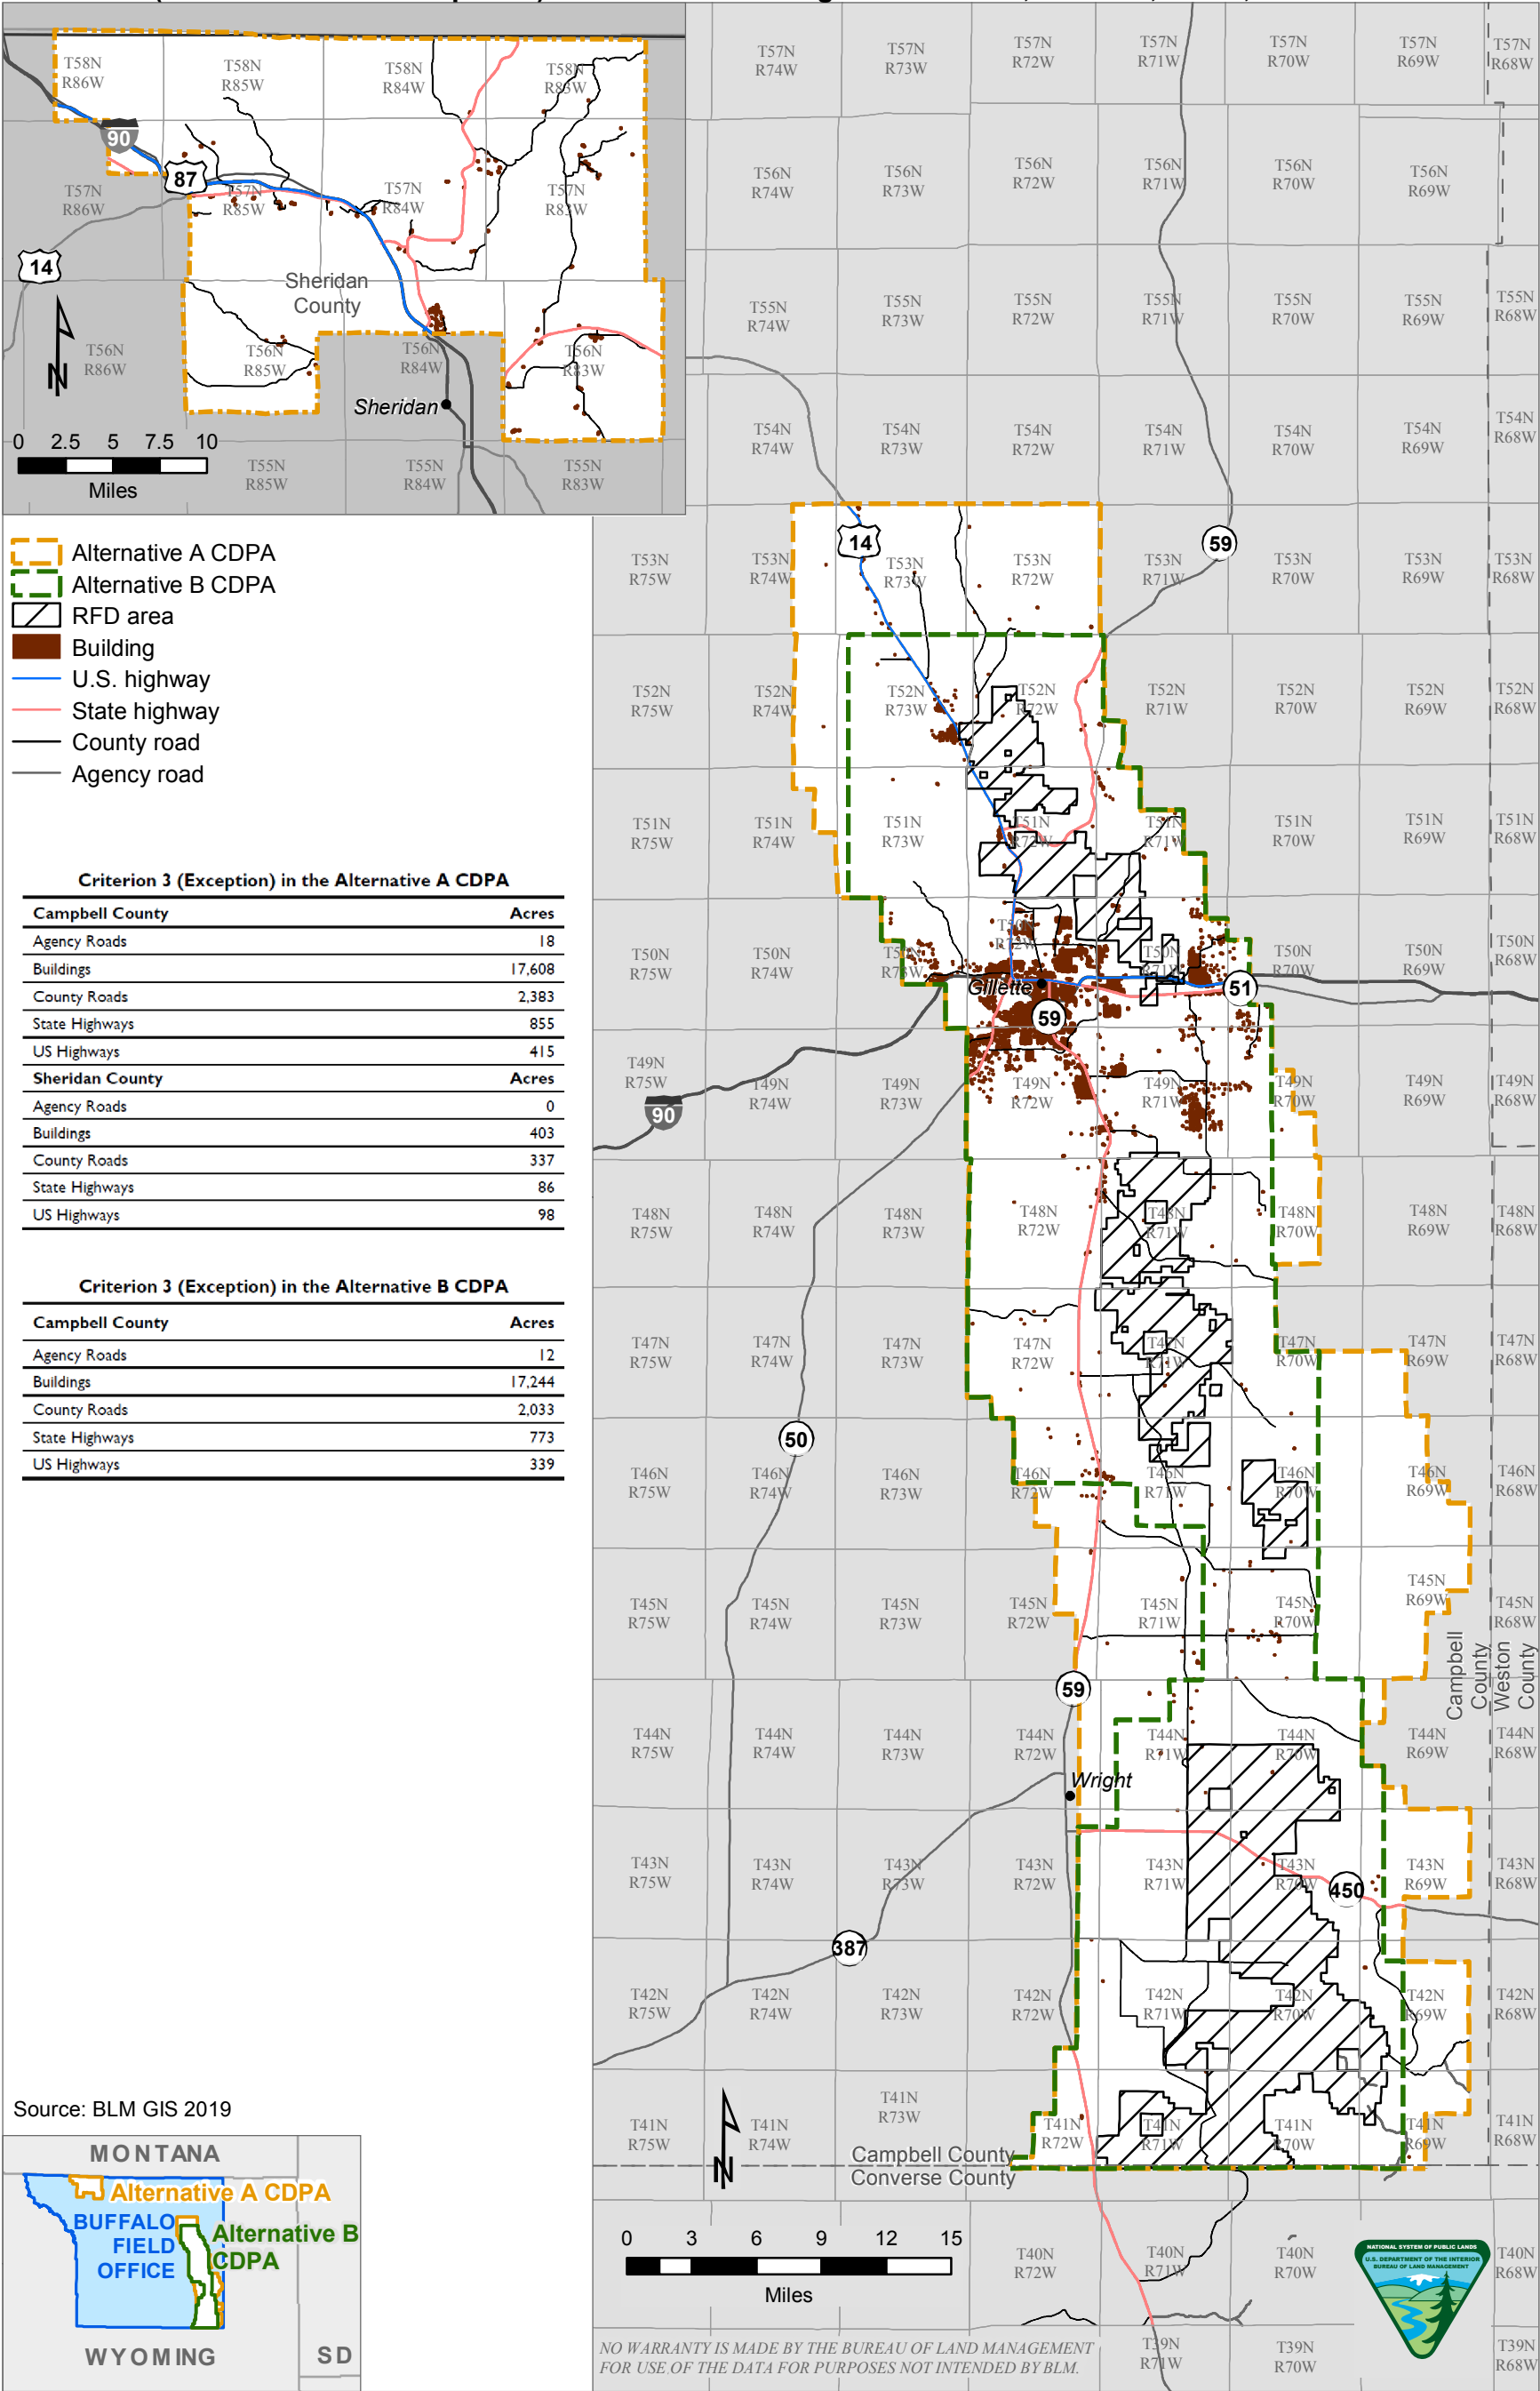 T58N R86W
T58N R85W
T58N R84W
T58N R83W
90
87
T57N R86W
T57N R85W
T57N R84W
T57N R83W
14
Sheridan County
T56N R86W
T56N R85W
T56N R84W
T56N R83W
N
Sheridan
0 2.5 5 7.5 10
Miles
T55N R85W
T55N R84W
T55N R83W
Alternative A CDPA
Alternative B CDPA
RFD area
Building
U.S. highway
State highway
County road
Agency road
Criterion 3 (Exception) in the Alternative A CDPA
Campbell County Acres
Agency Roads 18
Buildings 17,608
County Roads 2,383
State Highways 855
US Highways 415
Sheridan County Acres
Agency Roads 0
Buildings 403
County Roads 337
State Highways 86
US Highways 98
Criterion 3 (Exception) in the Alternative B CDPA
Campbell County Acres
Agency Roads 12
Buildings 17,244
County Roads 2,033
State Highways 773
US Highways 339
Source: BLM GIS 2019
MONTANA
Alternative A CDPA
BUFFALO
FIELD
OFFICE
Alternative B
CDPA
WYOMING
SD
T57N R74W T57N R73W T57N R72W T57N R71W T57N R70W T57N R69W T57N R68W
T56N R74W T56N R73W T56N R72W T56N R71W T56N R70W T56N R69W
T55N R74W T55N R73W T55N R72W T55N R71W T55N R70W T55N R69W T55N R68W
T54N R74W T54N R73W T54N R72W T54N R71W T54N R70W T54N R69W T54N R68W
14
59
T53N R75W T53N R74W T53N R73W T53N R72W T53N R71W T53N R70W T53N R69W T53N R68W
T52N R75W T52N R74W T52N R73W T52N R72W T52N R71W T52N R70W T52N R69W T52N R68W
T51N R75W T51N R74W T51N R73W T51N R72W T51N R71W T51N R70W T51N R69W T51N R68W
T50N R75W T50N R74W T50N R73W T50N R72W T50N R71W T50N R70W T50N R69W T50N R68W
Gillette
51
59
T49N R75W T49N R74W T49N R73W T49N R72W T49N R71W T49N R70W T49N R69W T49N R68W
90
T48N R75W T48N R74W T48N R73W T48N R72W T48N R71W T48N R70W T48N R69W T48N R68W
T47N R75W T47N R74W T47N R73W T47N R72W T47N R71W T47N R70W T47N R69W T47N R68W
50
T46N R75W T46N R74W T46N R73W T46N R72W T46N R71W T46N R70W T46N R69W T46N R68W
T45N R75W T45N R74W T45N R73W T45N R72W T45N R71W T45N R70W T45N R69W T45N R68W
Campbell County
Weston County
59
T44N R75W T44N R74W T44N R73W T44N R72W T44N R71W T44N R70W T44N R69W T44N R68W
Wright
T43N R75W T43N R74W T43N R73W T43N R72W T43N R71W T43N R70W T43N R69W T43N R68W
450
387
T42N R75W T42N R74W T42N R73W T42N R72W T42N R71W T42N R70W T42N R69W T42N R68W
T41N R75W T41N R74W T41N R73W T41N R72W T41N R71W T41N R70W T41N R69W T41N R68W
N
Campbell County
Converse County
0 3 6 9 12 15
Miles
T40N R72W T40N R71W T40N R70W T40N R68W
NATIONAL SYSTEM OF PUBLIC LANDS
U.S. DEPARTMENT OF THE INTERIOR
BUREAU OF LAND MANAGEMENT
T39N R71W T39N R70W T39N R68W
NO WARRANTY IS MADE BY THE BUREAU OF LAND MANAGEMENT
FOR USE OF THE DATA FOR PURPOSES NOT INTENDED BY BLM.